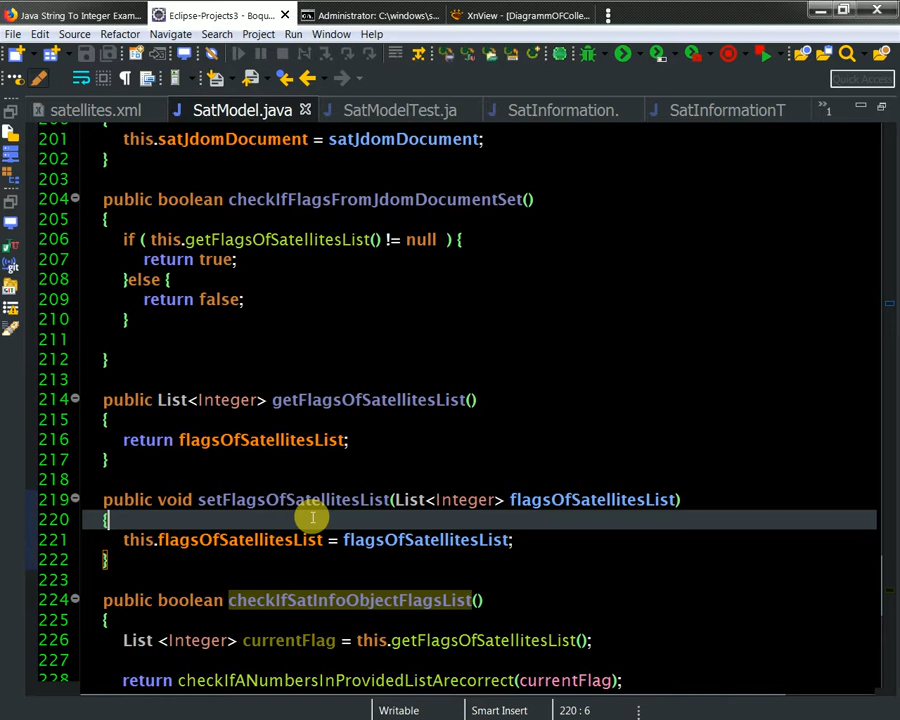 Java String To Integer Exam... Eclipse-Projects3 - Boqu... Administrator: C:\windows\s... XnView - [DiagrammOfColle...
File Edit Source Refactor Navigate Search Project Run Window Help
Quick Access
satellites.xml SatModel.java SatModelTest.ja SatInformation. SatInformationT »1
201 this.satJdomDocument = satJdomDocument;
202 }
203
204 public boolean checkIfFlagsFromJdomDocumentSet()
205 {
206 if ( this.getFlagsOfSatellitesList() != null ) {
207 return true;
208 }else {
209 return false;
210 }
211
212 }
213
214 public List<Integer> getFlagsOfSatellitesList()
215 {
216 return flagsOfSatellitesList;
217 }
218
219 public void setFlagsOfSatellitesList(List<Integer> flagsOfSatellitesList)
220 {
221 this.flagsOfSatellitesList = flagsOfSatellitesList;
222 }
223
224 public boolean checkIfSatInfoObjectFlagsList()
225 {
226 List <Integer> currentFlag = this.getFlagsOfSatellitesList();
227
228 return checkIfANumbersInProvidedListArecorrect(currentFlag);
Writable Smart Insert 220 : 6